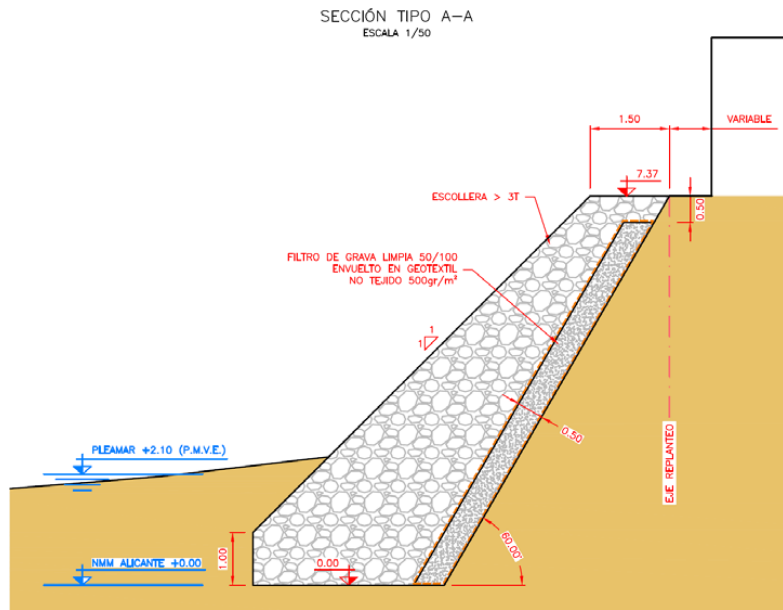 SECCIÓN TIPO A-A
ESCALA 1/50
1.50
VARIABLE
7.37
0.50
ESCOLLERA > 3T
FILTRO DE GRAVA LIMPIA 50/100
ENVUELTO EN GEOTEXTIL
NO TEJIDO 500gr/m²
1
1
0.50
EJE REPLANTEO
PLEAMAR +2.10 (P.M.V.E.)
60.00°
1.00
NMM ALICANTE +0.00
0.00